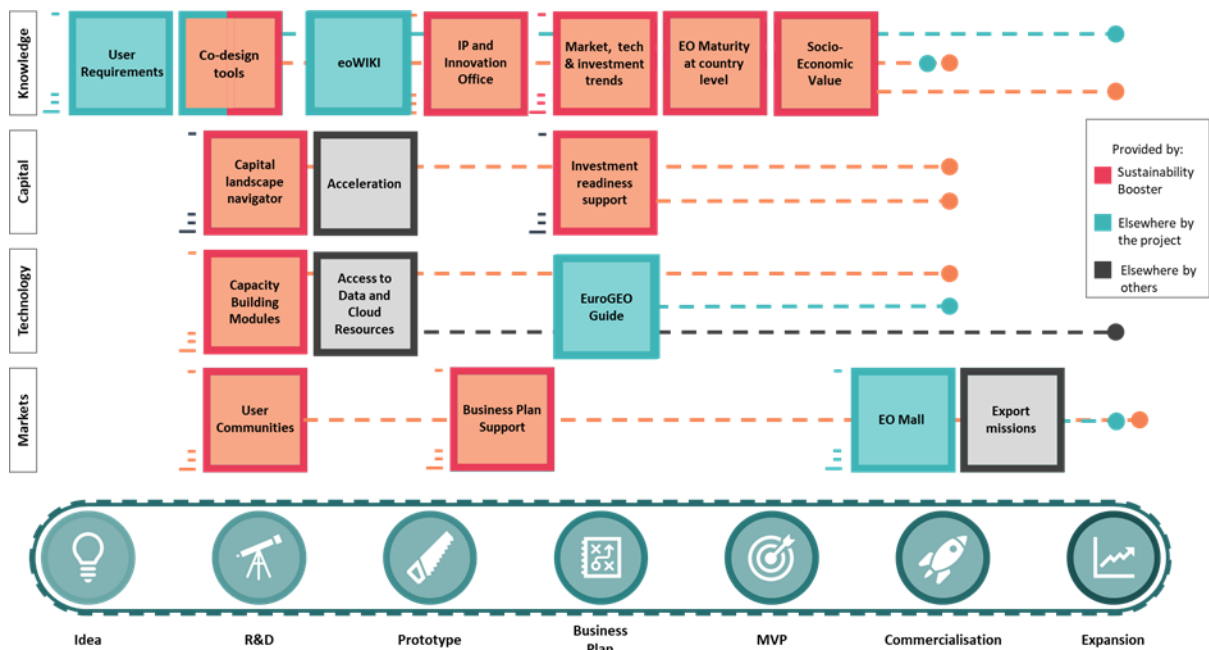 Knowledge
User
Requirements
Co-design
tools
eoWIKI
IP and
Innovation
Office
Market, tech
& investment
trends
EO Maturity
at country
level
Socio-
Economic
Value
Capital
Capital
landscape
navigator
Acceleration
Investment
readiness
support
Provided by:
Sustainability
Booster
Elsewhere by
the project
Elsewhere by
others
Technology
Capacity
Building
Modules
Access to
Data and
Cloud
Resources
EuroGEO
Guide
Markets
User
Communities
Business Plan
Support
EO Mall
Export
missions
Idea
R&D
Prototype
Business
Plan
MVP
Commercialisation
Expansion